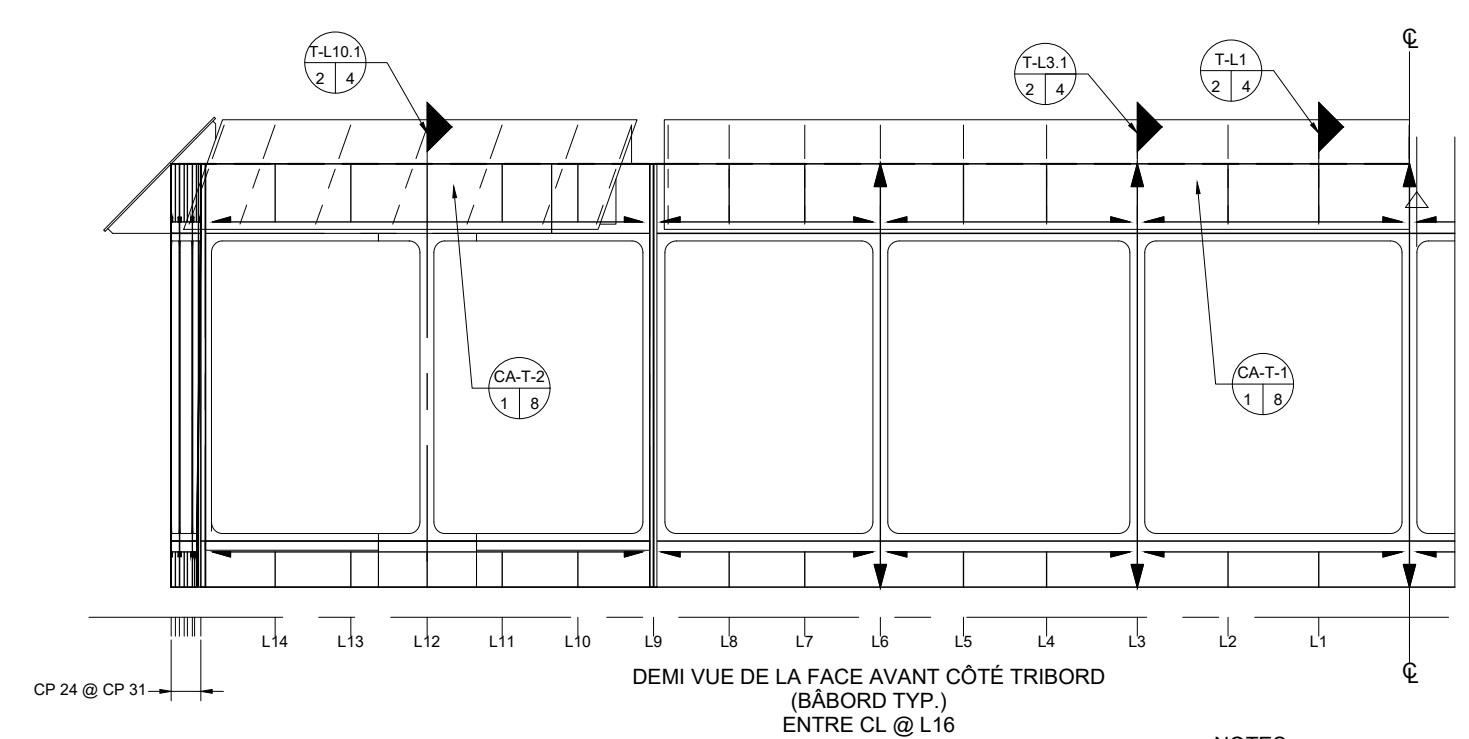 T-L10.1
2 4
T-L3.1
2 4
T-L1
2 4
℄
CA-T-2
1 8
CA-T-1
1 8
L14 L13 L12 L11 L10 L9 L8 L7 L6 L5 L4 L3 L2 L1
℄
CP 24 @ CP 31
DEMI VUE DE LA FACE AVANT CÔTÉ TRIBORD
(BÂBORD TYP.)
ENTRE CL @ L16